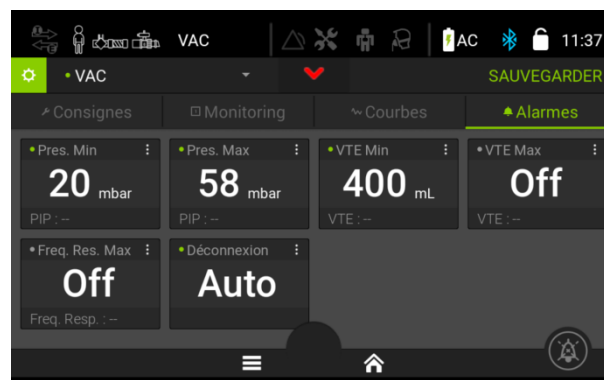 VAC AC 11:37
• VAC SAUVEGARDER
Consignes Monitoring Courbes Alarmes
• Pres. Min • Pres. Max • VTE Min • VTE Max
20 mbar 58 mbar 400 mL Off
PIP : -- PIP : -- VTE : -- VTE : --
• Freq. Res. Max • Déconnexion
Off Auto
Freq. Resp. : --